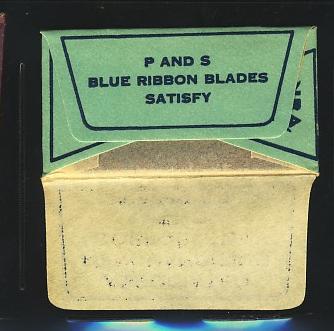 P AND S
BLUE RIBBON BLADES
SATISFY